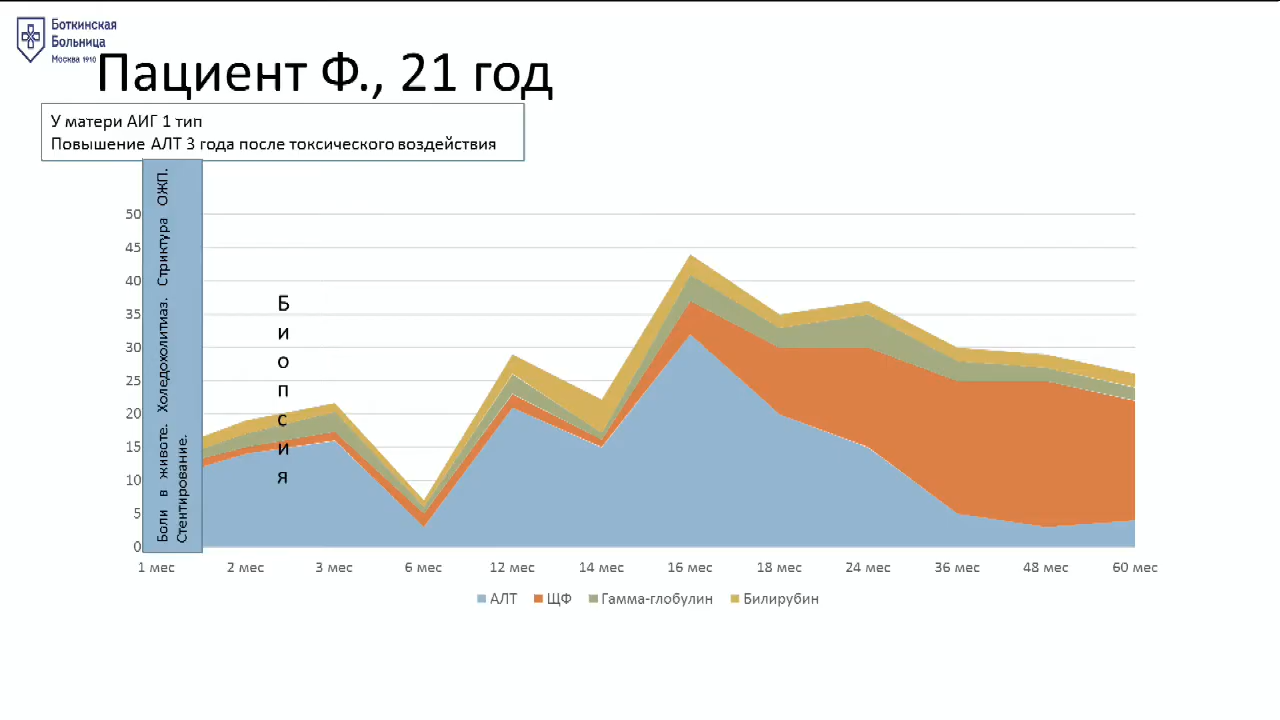 Боткинская
Больница
Москва 1910
Пациент Ф., 21 год
У матери АИГ 1 тип
Повышение АЛТ 3 года после токсического воздействия
Боли в животе. Холедохолитиаз. Стриктура ОЖП.
Стентирование.
Б
и
о
п
с
и
я
50
45
40
35
30
25
20
15
10
5
0
1 мес 2 мес 3 мес 6 мес 12 мес 14 мес 16 мес 18 мес 24 мес 36 мес 48 мес 60 мес
АЛТ ЩФ Гамма-глобулин Билирубин